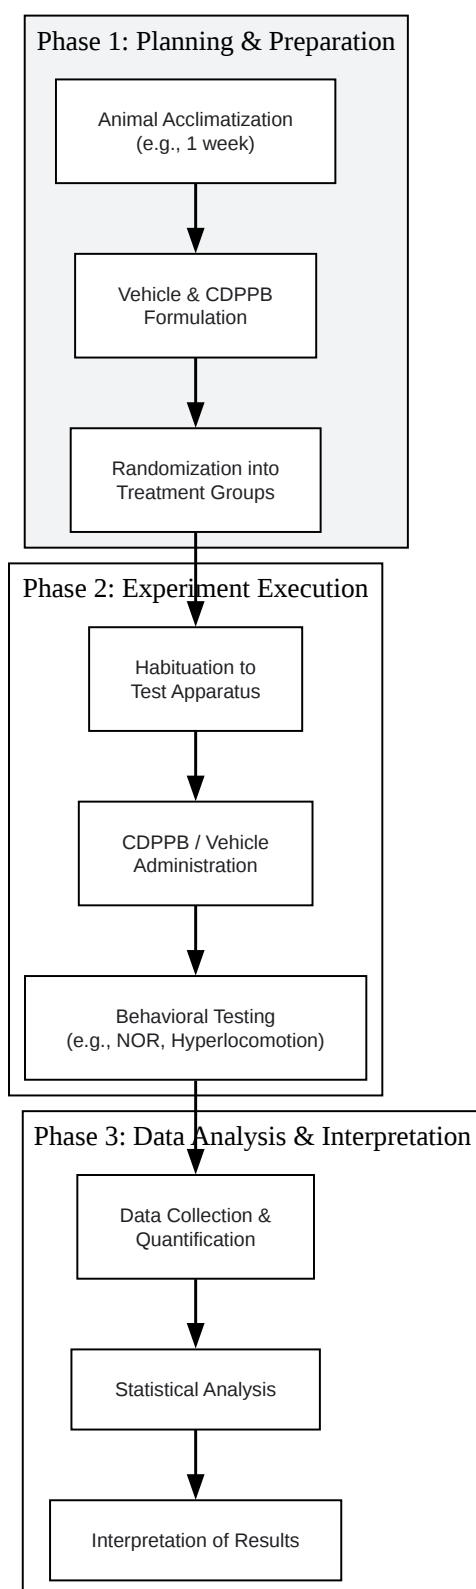 Phase 1: Planning & Preparation
Animal Acclimatization
(e.g., 1 week)
Vehicle & CDPPB
Formulation
Randomization into
Treatment Groups
Phase 2: Experiment Execution
Habituation to
Test Apparatus
CDPPB / Vehicle
Administration
Behavioral Testing
(e.g., NOR, Hyperlocomotion)
Phase 3: Data Analysis & Interpretation
Data Collection &
Quantification
Statistical Analysis
Interpretation of Results